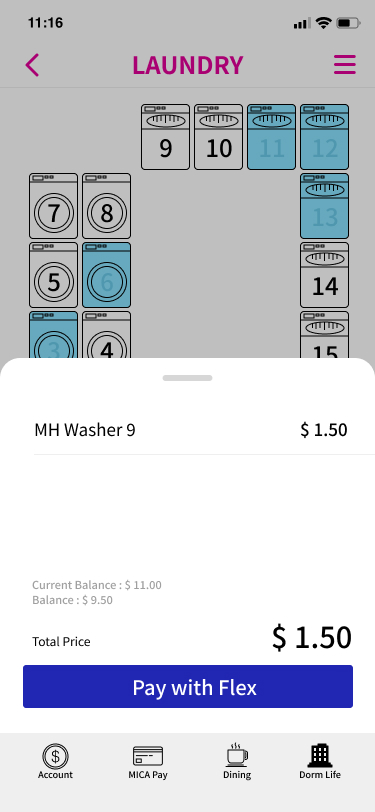 11:16
LAUNDRY
9 10 11 12
7 8 13
5 6 14
3 4 15
MH Washer 9 $ 1.50
Current Balance : $ 11.00
Balance : $ 9.50
Total Price $ 1.50
Pay with Flex
$
Account MICA Pay Dining Dorm Life